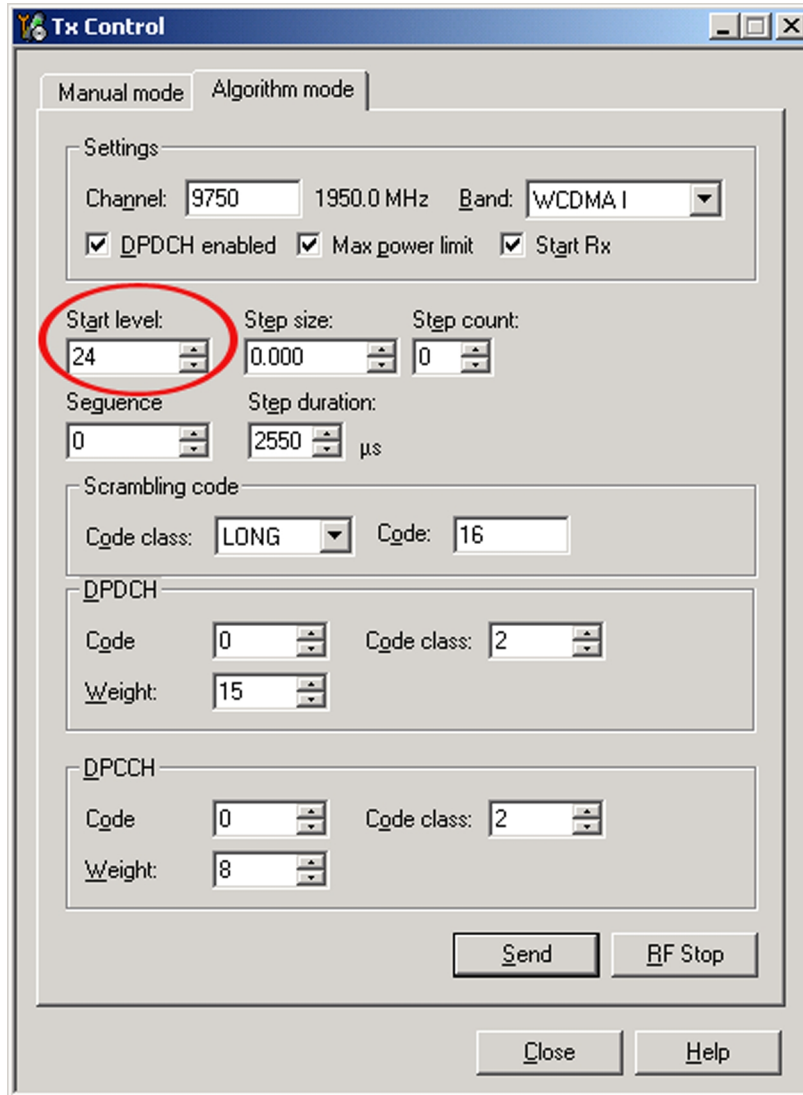 Tx Control
Manual mode Algorithm mode
Settings
Channel: 9750 1950.0 MHz Band: WCDMA I
DPDCH enabled Max power limit Start Rx
Start level: Step size: Step count:
24 0.000 0
Seguence Step duration:
0 2550 µs
Scrambling code
Code class: LONG Code: 16
DPDCH
Code 0 Code class: 2
Weight: 15
DPCCH
Code 0 Code class: 2
Weight: 8
Send RF Stop
Close Help